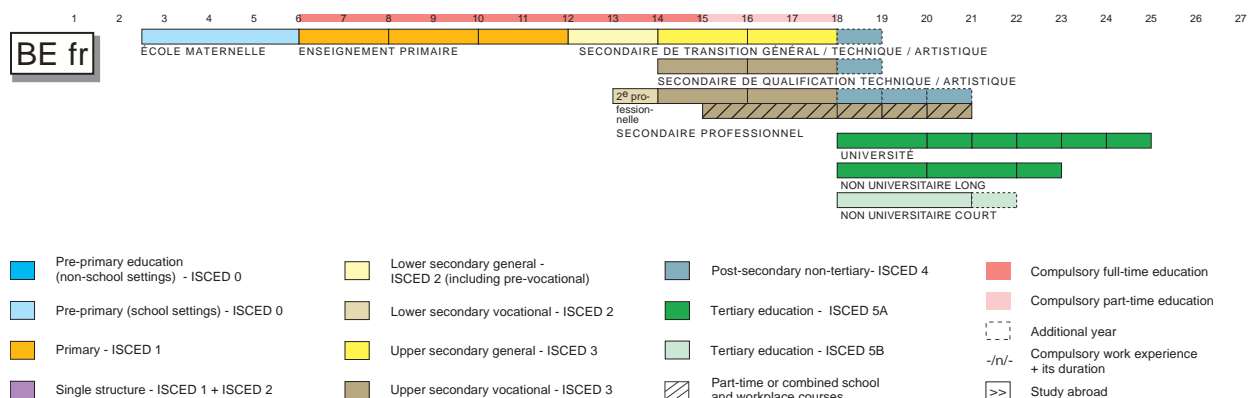 1 2 3 4 5 6 7 8 9 10 11 12 13 14 15 16 17 18 19 20 21 22 23 24 25 27
BE fr
ÉCOLE MATERNELLE
ENSEIGNEMENT PRIMAIRE
SECONDAIRE DE TRANSITION GÉNÉRAL / TECHNIQUE / ARTISTIQUE
SECONDAIRE DE QUALIFICATION TECHNIQUE / ARTISTIQUE
2e pro-
fession-
nelle
SECONDAIRE PROFESSIONNEL
UNIVERSITÉ
NON UNIVERSITAIRE LONG
NON UNIVERSITAIRE COURT
Pre-primary education
(non-school settings) - ISCED 0
Pre-primary (school settings) - ISCED 0
Primary - ISCED 1
Single structure - ISCED 1 + ISCED 2
Lower secondary general -
ISCED 2 (including pre-vocational)
Lower secondary vocational - ISCED 2
Upper secondary general - ISCED 3
Upper secondary vocational - ISCED 3
Post-secondary non-tertiary- ISCED 4
Tertiary education - ISCED 5A
Tertiary education - ISCED 5B
Part-time or combined school
and workplace courses
Compulsory full-time education
Compulsory part-time education
Additional year
-/n/- Compulsory work experience
+ its duration
>> Study abroad